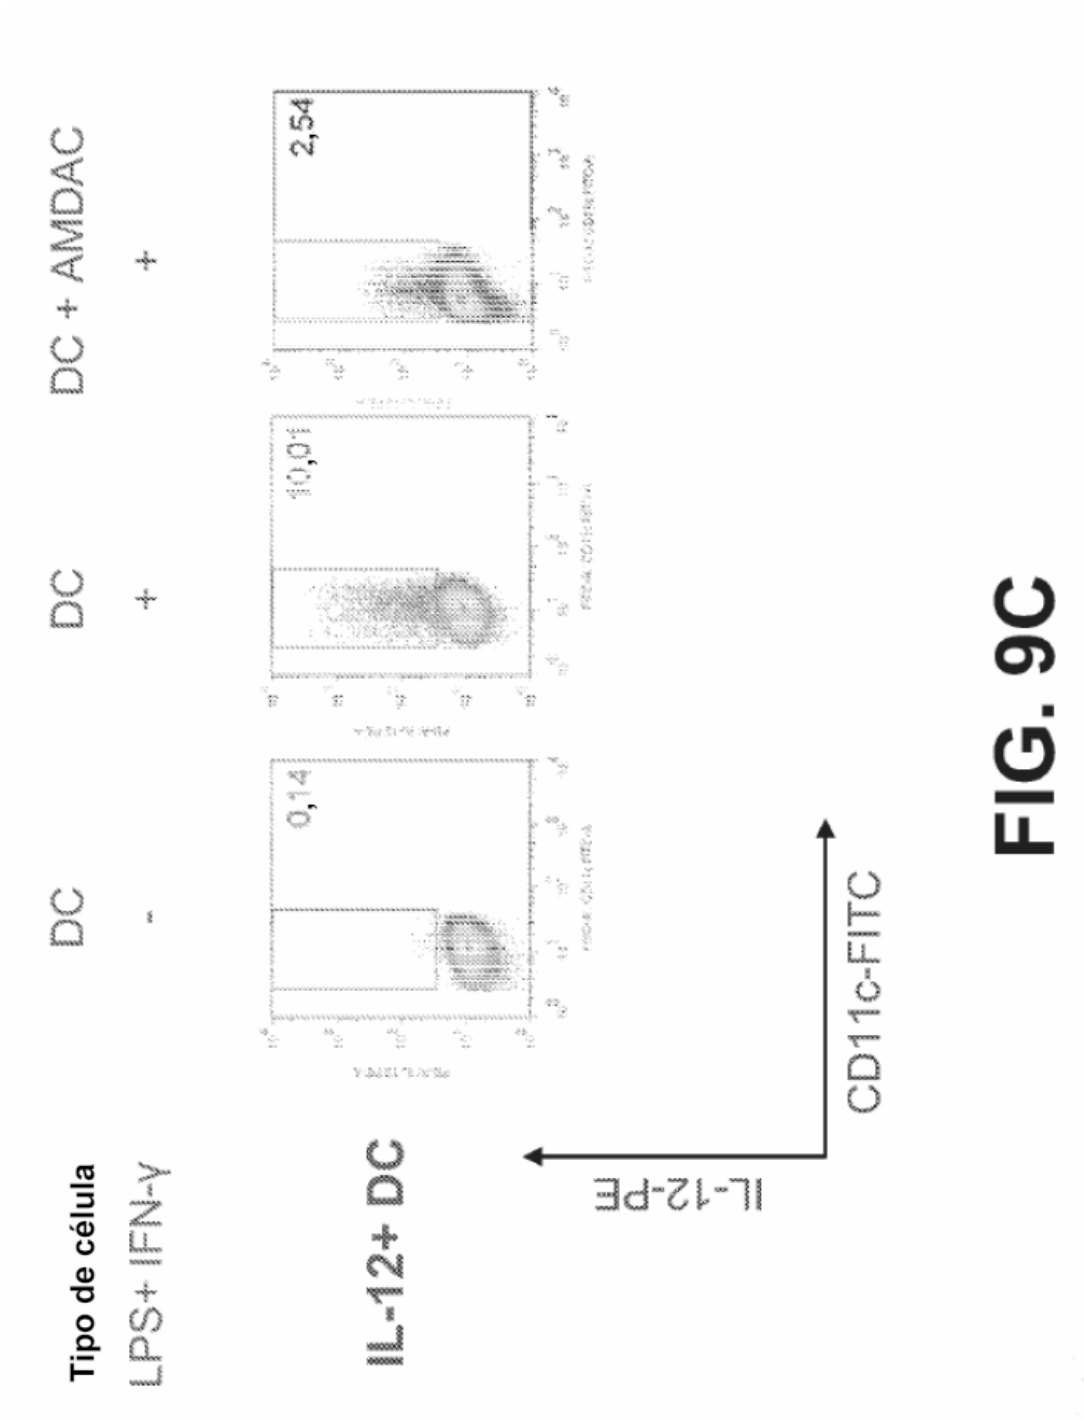 Tipo de célula DC DC DC + AMDAC
LPS+ IFN-γ - + +
0,14 10,01 2,54
IL-12+ DC
IL-12-PE
CD11c-FITC
FIG. 9C